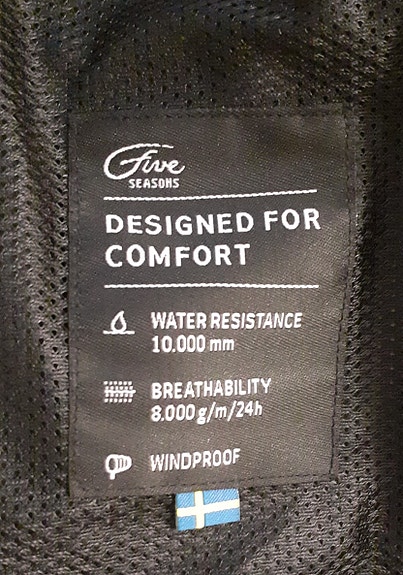 Five
SEASONS
DESIGNED FOR
COMFORT
WATER RESISTANCE
10.000 mm
BREATHABILITY
8.000 g/m/24h
WINDPROOF